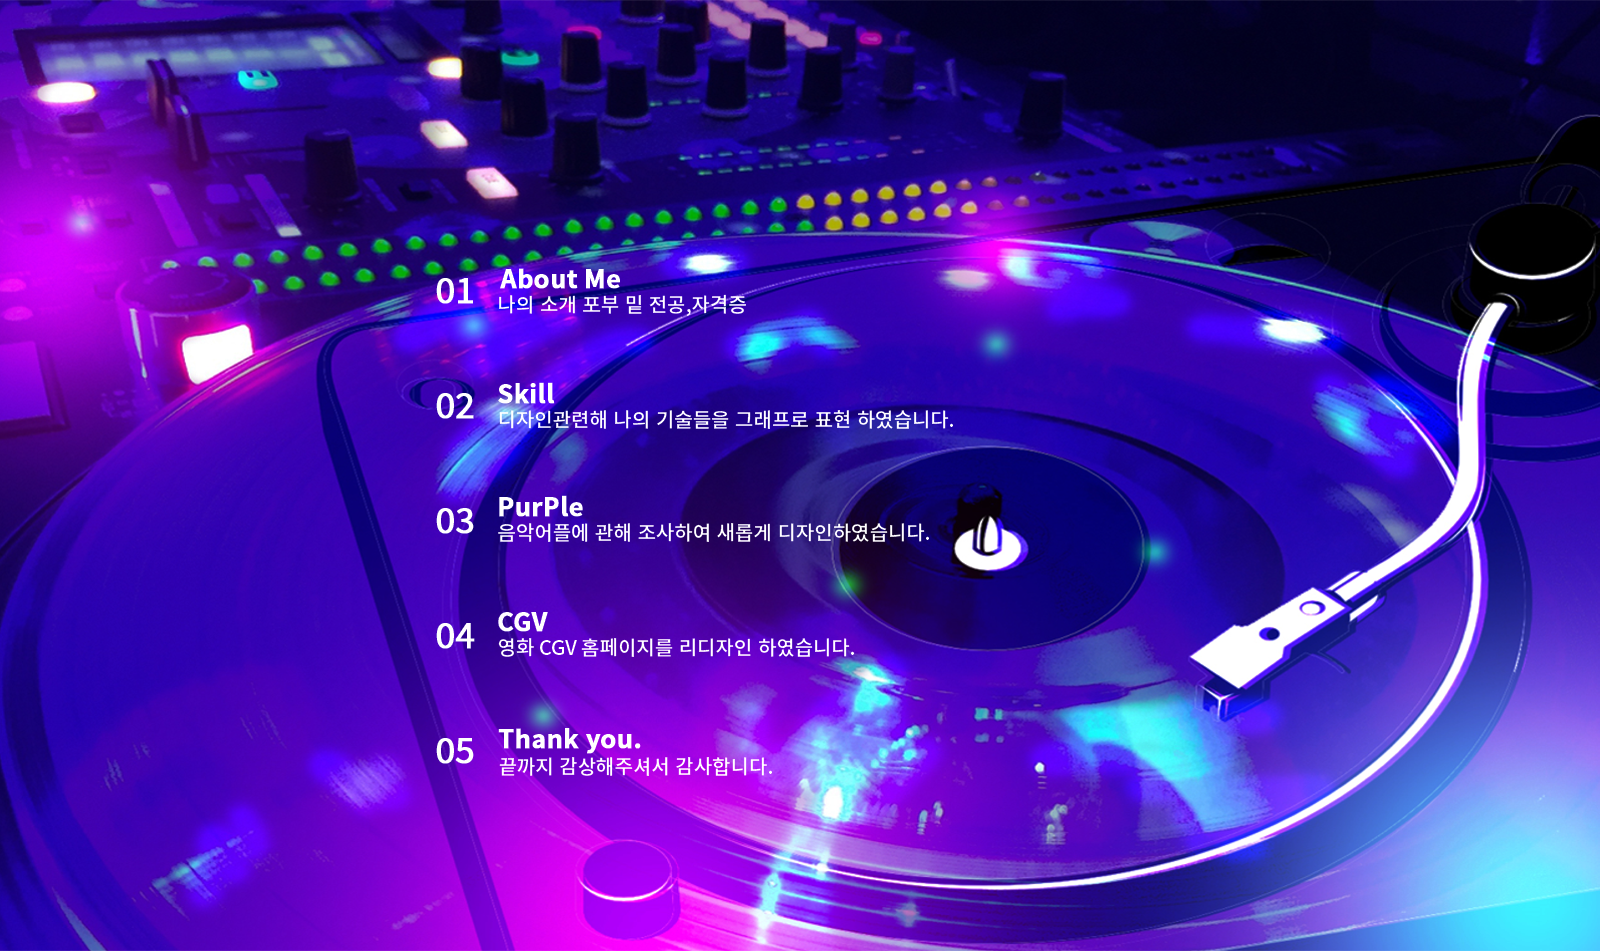 01
About Me
나의 소개 포부 밑 전공,자격증
02
Skill
디자인관련해 나의 기술들을 그래프로 표현 하였습니다.
03
PurPle
음악어플에 관해 조사하여 새롭게 디자인하였습니다.
04
CGV
영화 CGV 홈페이지를 리디자인 하였습니다.
05
Thank you.
끝까지 감상해주셔서 감사합니다.